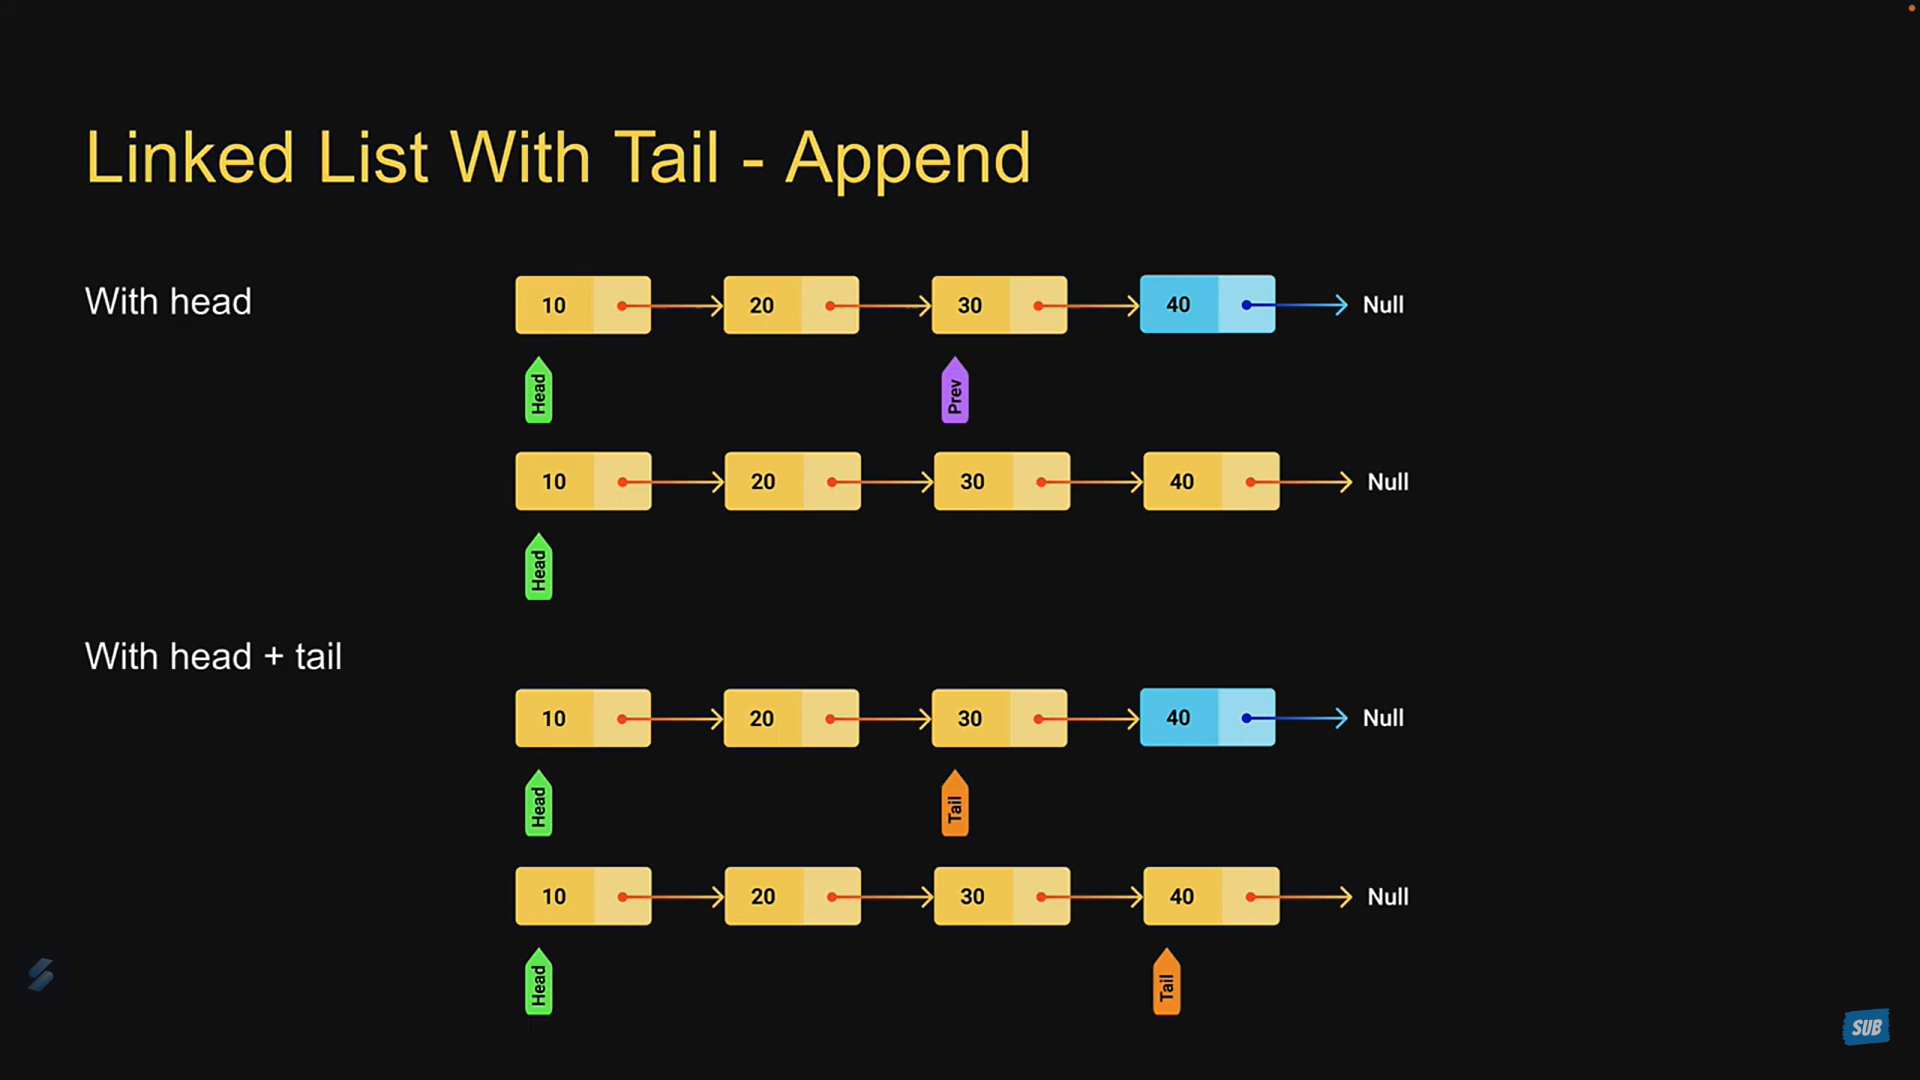 Linked List With Tail - Append
With head
10 20 30 40 Null
Head Prev
10 20 30 40 Null
Head
With head + tail
10 20 30 40 Null
Head Tail
10 20 30 40 Null
Head Tail
SUB